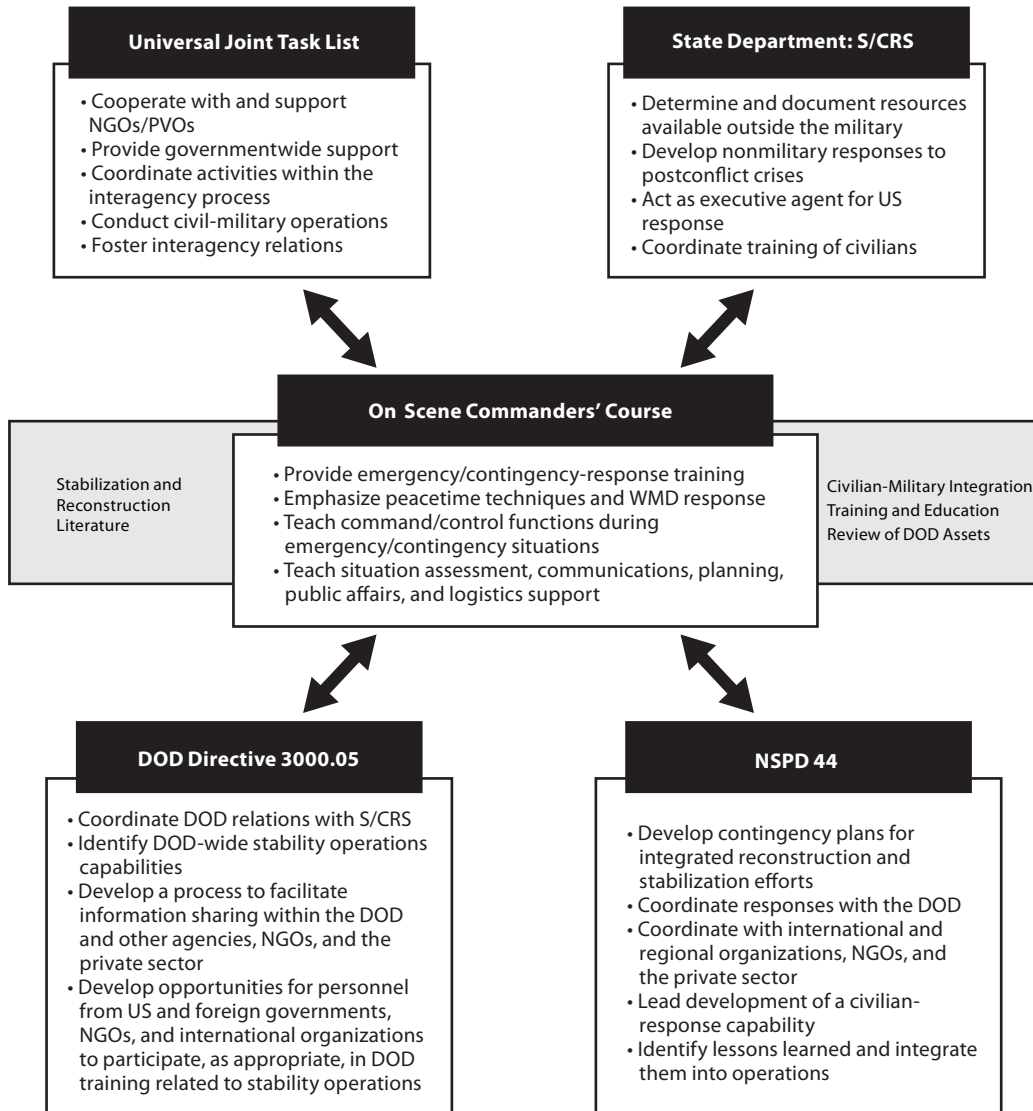 Universal Joint Task List
• Cooperate with and support
NGOs/PVOs
• Provide governmentwide support
• Coordinate activities within the
interagency process
• Conduct civil-military operations
• Foster interagency relations
State Department: S/CRS
• Determine and document resources
available outside the military
• Develop nonmilitary responses to
postconflict crises
• Act as executive agent for US
response
• Coordinate training of civilians
On Scene Commanders’ Course
• Provide emergency/contingency-response training
• Emphasize peacetime techniques and WMD response
• Teach command/control functions during
emergency/contingency situations
• Teach situation assessment, communications, planning,
public affairs, and logistics support
Stabilization and
Reconstruction
Literature
Civilian-Military Integration
Training and Education
Review of DOD Assets
DOD Directive 3000.05
• Coordinate DOD relations with S/CRS
• Identify DOD-wide stability operations
capabilities
• Develop a process to facilitate
information sharing within the DOD
and other agencies, NGOs, and the
private sector
• Develop opportunities for personnel
from US and foreign governments,
NGOs, and international organizations
to participate, as appropriate, in DOD
training related to stability operations
NSPD 44
• Develop contingency plans for
integrated reconstruction and
stabilization efforts
• Coordinate responses with the DOD
• Coordinate with international and
regional organizations, NGOs, and
the private sector
• Lead development of a civilian-
response capability
• Identify lessons learned and integrate
them into operations